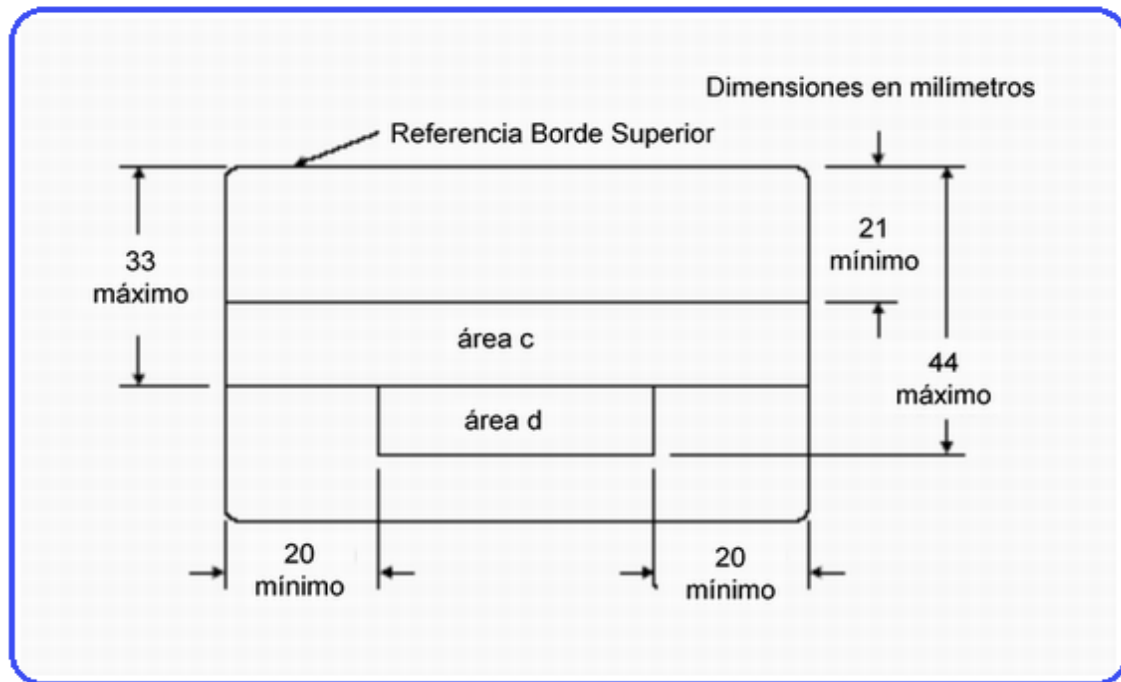 Dimensiones en milímetros
Referencia Borde Superior
21
mínimo
33
máximo
área c
44
máximo
área d
20
mínimo
20
mínimo